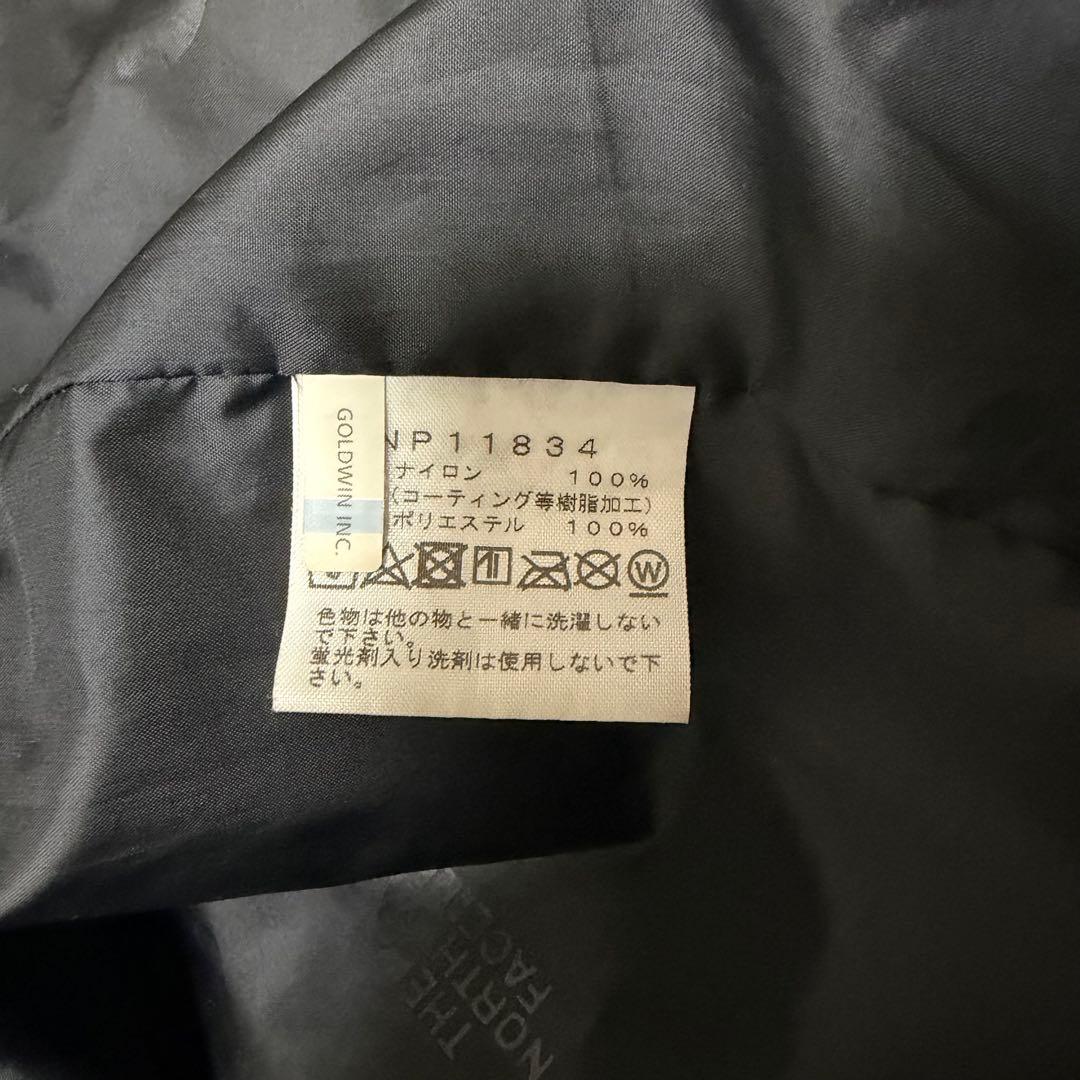 GOLDWIN INC.
NP11834
ナイロン 100%
(コーティング等樹脂加工)
ポリエステル 100%
W
色物は他の物と一緒に洗濯しない
で下さい。
蛍光剤入り洗剤は使用しないで下
さい。
THE
NORTH
FACE